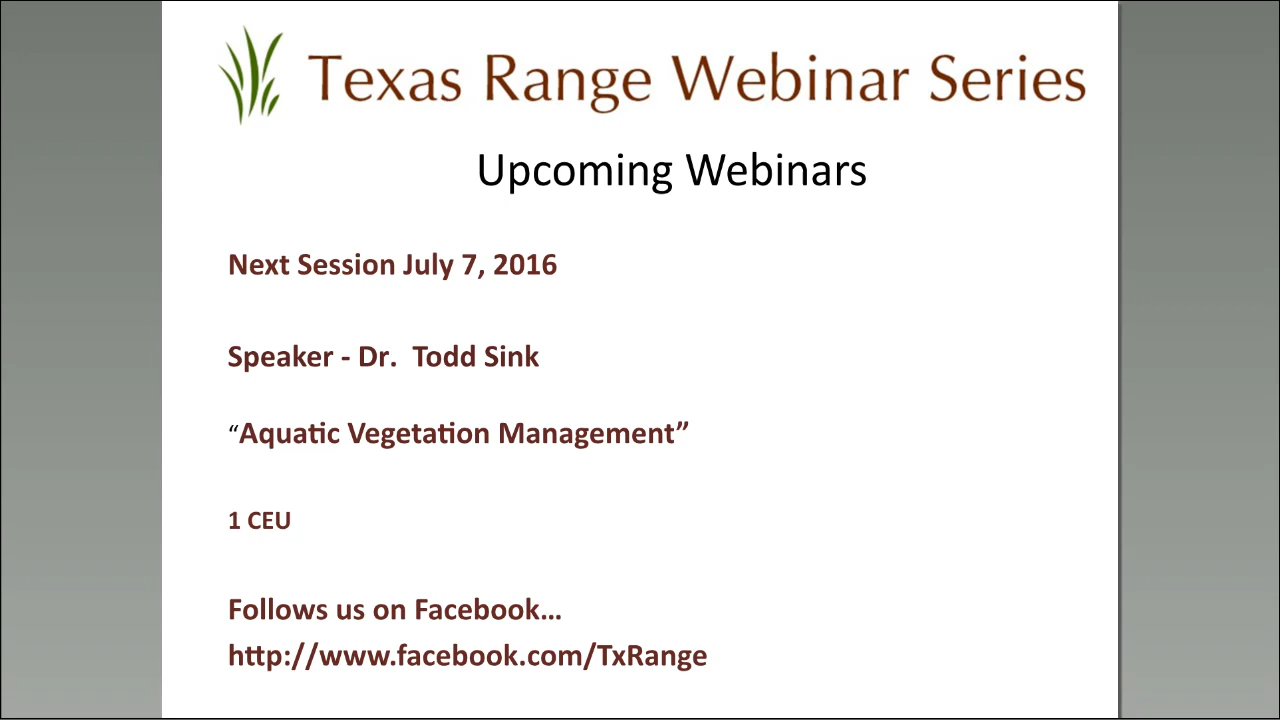 Texas Range Webinar Series
Upcoming Webinars
Next Session July 7, 2016
Speaker - Dr.  Todd Sink
“Aquatic Vegetation Management”
1 CEU
Follows us on Facebook…
http://www.facebook.com/TxRange